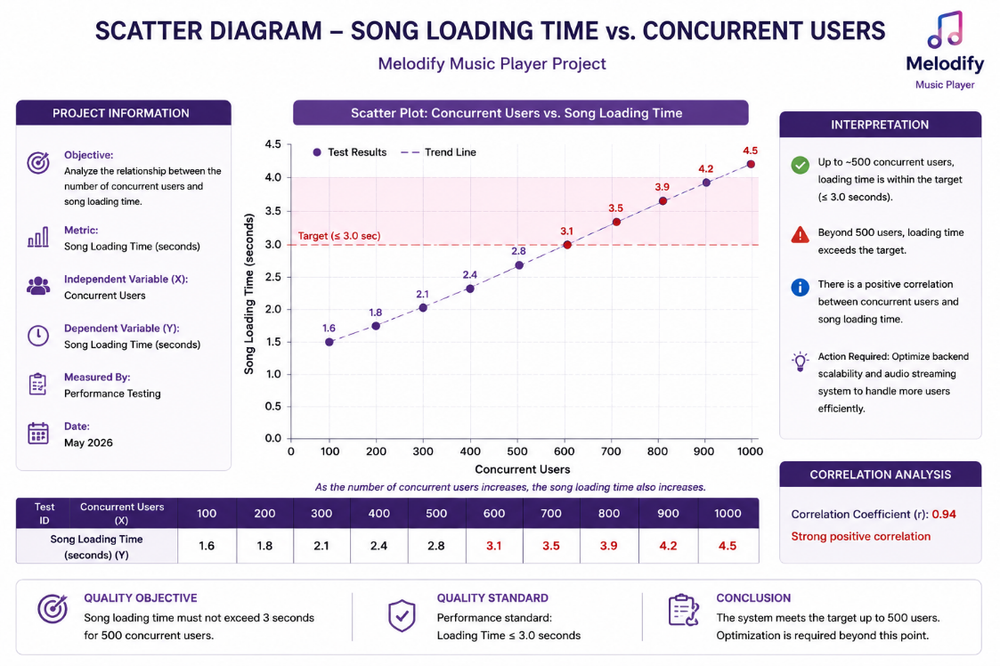 SCATTER DIAGRAM – SONG LOADING TIME vs. CONCURRENT USERS
Melodify Music Player Project
Melodify
Music Player
PROJECT INFORMATION
Objective:
Analyze the relationship between the
number of concurrent users and
song loading time.
Metric:
Song Loading Time (seconds)
Independent Variable (X):
Concurrent Users
Dependent Variable (Y):
Song Loading Time (seconds)
Measured By:
Performance Testing
Date:
May 2026
Scatter Plot: Concurrent Users vs. Song Loading Time
Test Results
Trend Line
Song Loading Time (seconds)
4.5
4.0
3.5
3.0
2.5
2.0
1.5
1.0
0.5
0.0
Target (≤ 3.0 sec)
1.6
1.8
2.1
2.4
2.8
3.1
3.5
3.9
4.2
4.5
0 100 200 300 400 500 600 700 800 900 1000
Concurrent Users
As the number of concurrent users increases, the song loading time also increases.
INTERPRETATION
Up to ~500 concurrent users,
loading time is within the target
(≤ 3.0 seconds).
Beyond 500 users, loading time
exceeds the target.
There is a positive correlation
between concurrent users and
song loading time.
Action Required: Optimize backend
scalability and audio streaming
system to handle more users
efficiently.
CORRELATION ANALYSIS
Correlation Coefficient (r): 0.94
Strong positive correlation
Test ID Concurrent Users (X) 100 200 300 400 500 600 700 800 900 1000
Song Loading Time (seconds) (Y) 1.6 1.8 2.1 2.4 2.8 3.1 3.5 3.9 4.2 4.5
QUALITY OBJECTIVE
Song loading time must not exceed 3 seconds
for 500 concurrent users.
QUALITY STANDARD
Performance standard:
Loading Time ≤ 3.0 seconds
CONCLUSION
The system meets the target up to 500 users.
Optimization is required beyond this point.